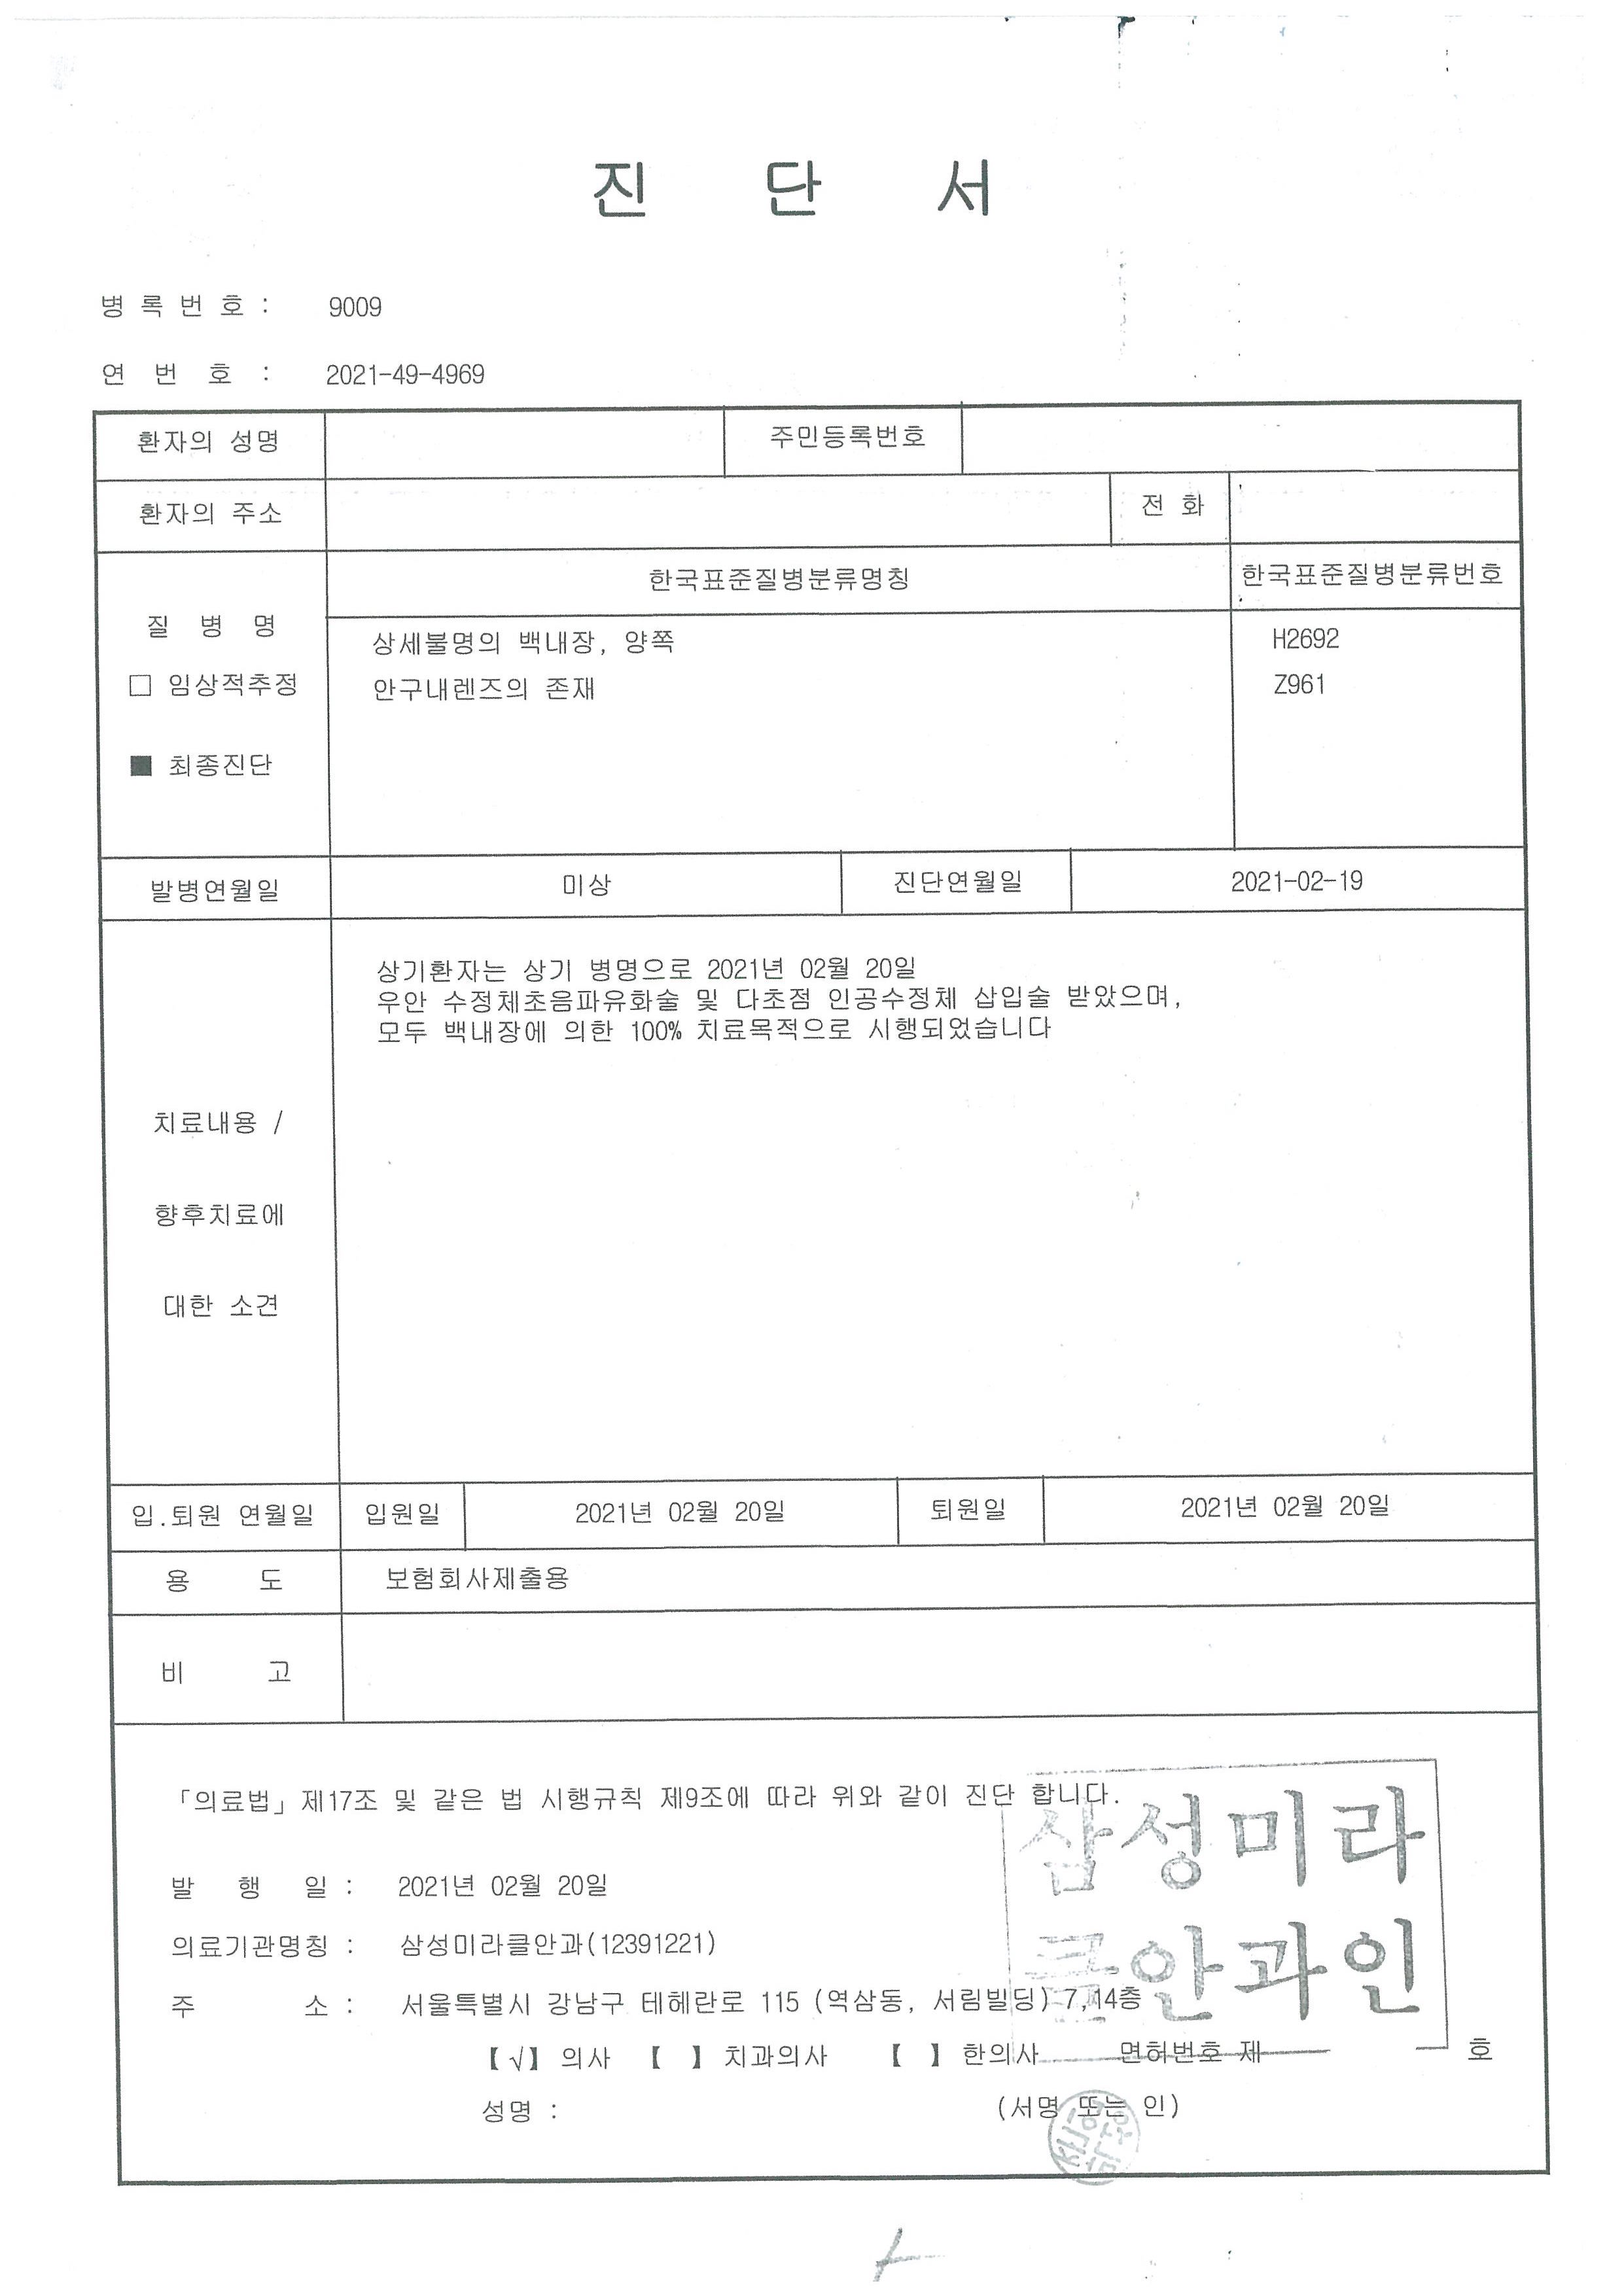 진 단 서
병 록 번 호 : 9009
연 번 호 : 2021-49-4969
환자의 성명 주민등록번호
환자의 주소 전 화
한국표준질병분류명칭 한국표준질병분류번호
질 병 명
상세불명의 백내장, 양쪽 H2692
□ 임상적추정 안구내렌즈의 존재 Z961
■ 최종진단
발병연월일 미상 진단연월일 2021-02-19
상기환자는 상기 병명으로 2021년 02월 20일
우안 수정체초음파유화술 및 다초점 인공수정체 삽입술 받았으며,
모두 백내장에 의한 100% 치료목적으로 시행되었습니다
치료내용 /
향후치료에
대한 소견
입.퇴원 연월일 입원일 2021년 02월 20일 퇴원일 2021년 02월 20일
용 도 보험회사제출용
비 고
「의료법」제17조 및 같은 법 시행규칙 제9조에 따라 위와 같이 진단 합니다.
삼성미라
클안과인
발 행 일 : 2021년 02월 20일
의료기관명칭 : 삼성미라클안과(12391221)
주 소 : 서울특별시 강남구 테헤란로 115 (역삼동, 서림빌딩) 7,14층
【√】의사 【 】치과의사 【 】한의사 면허번호 제 호
성명 : (서명 또는 인)